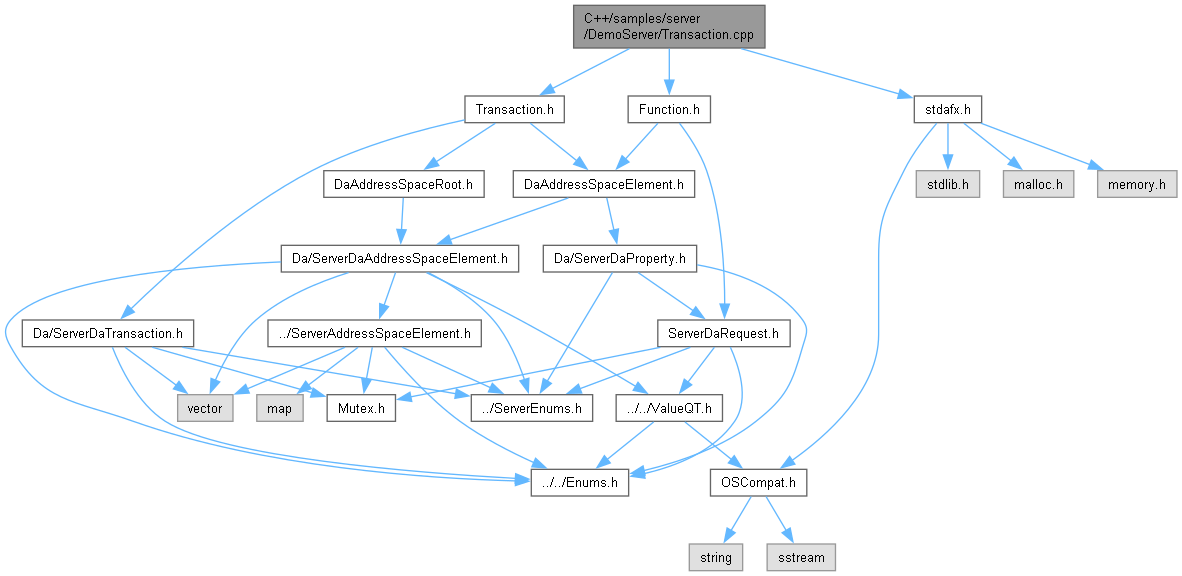 C++/samples/server
/DemoServer/Transaction.cpp
Transaction.h
Function.h
stdafx.h
DaAddressSpaceRoot.h
DaAddressSpaceElement.h
stdlib.h
malloc.h
memory.h
Da/ServerDaAddressSpaceElement.h
Da/ServerDaProperty.h
Da/ServerDaTransaction.h
../ServerAddressSpaceElement.h
ServerDaRequest.h
vector
map
Mutex.h
../ServerEnums.h
../../ValueQT.h
../../Enums.h
OSCompat.h
string
sstream